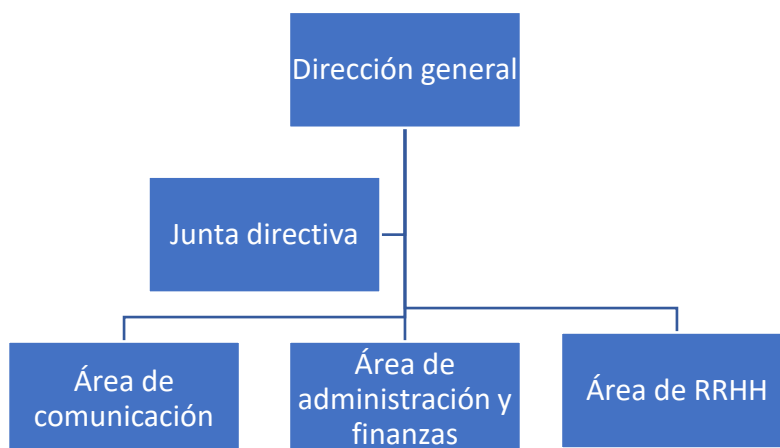 Dirección general
Junta directiva
Área de
comunicación
Área de
administración y
finanzas
Área de RRHH